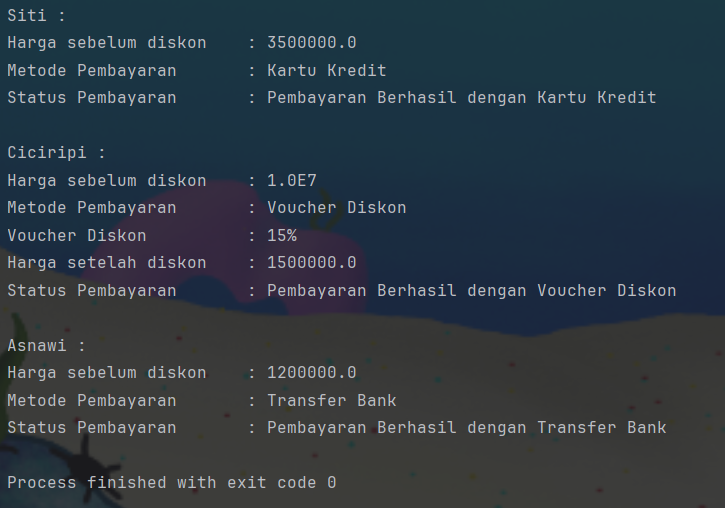 Siti :
Harga sebelum diskon    : 3500000.0
Metode Pembayaran       : Kartu Kredit
Status Pembayaran       : Pembayaran Berhasil dengan Kartu Kredit

Ciciripi :
Harga sebelum diskon    : 1.0E7
Metode Pembayaran       : Voucher Diskon
Voucher Diskon          : 15%
Harga setelah diskon    : 1500000.0
Status Pembayaran       : Pembayaran Berhasil dengan Voucher Diskon

Asnawi :
Harga sebelum diskon    : 1200000.0
Metode Pembayaran       : Transfer Bank
Status Pembayaran       : Pembayaran Berhasil dengan Transfer Bank

Process finished with exit code 0